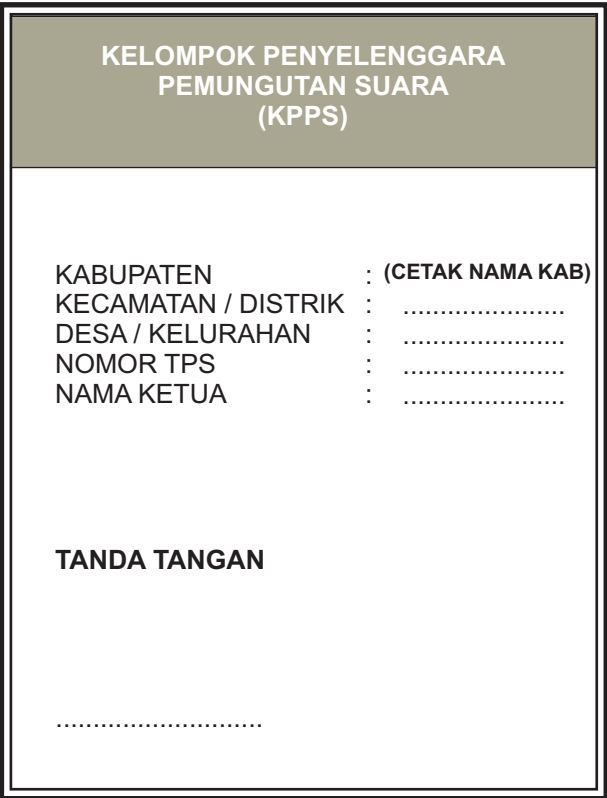 KELOMPOK PENYELENGGARA
PEMUNGUTAN SUARA
(KPPS)
KABUPATEN : (CETAK NAMA KAB)
KECAMATAN / DISTRIK : ......................
DESA / KELURAHAN : ......................
NOMOR TPS : ......................
NAMA KETUA : ......................
TANDA TANGAN
............................